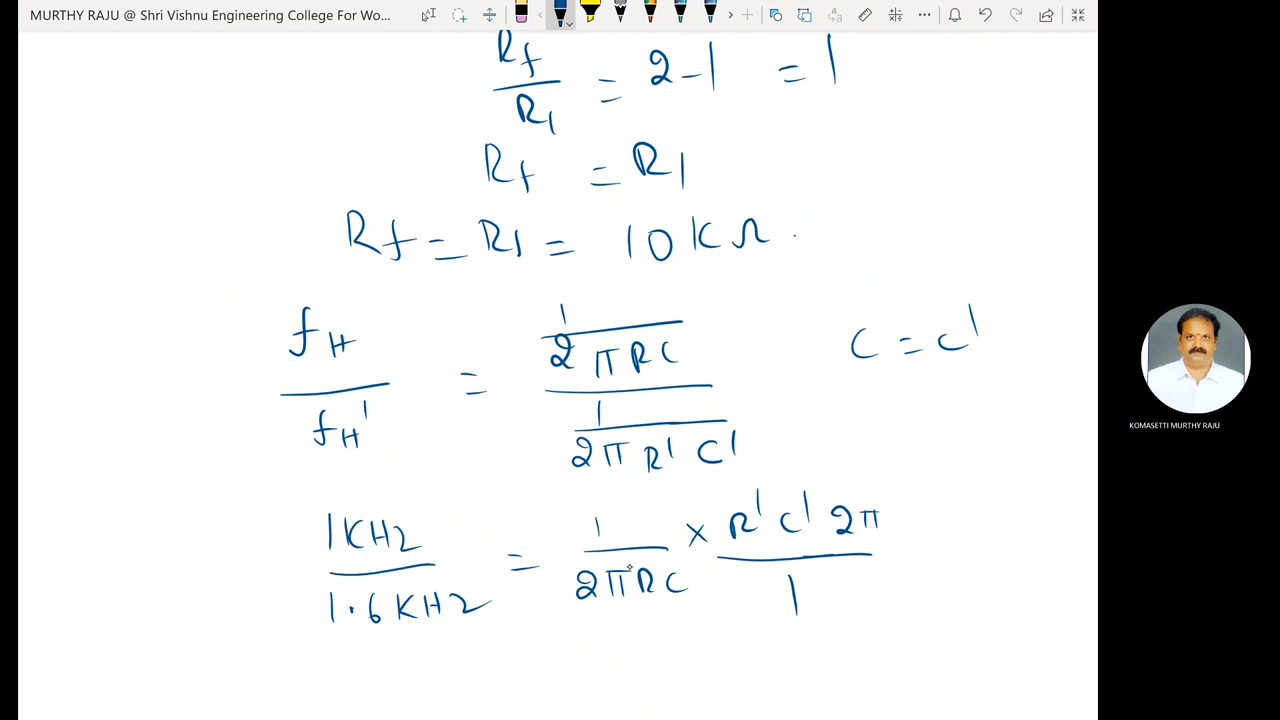 MURTHY RAJU @ Shri Vishnu Engineering College For Wo...
Rf / R1 = 2 - 1 = 1
Rf = R1
Rf = R1 = 10KΩ.
fH / fH' = (1 / 2πRC) / (1 / 2πR'C')    C = C'
1KHz / 1.6KHz = 1 / 2πRC × R'C'2π / 1
KOMASETTI MURTHY RAJU